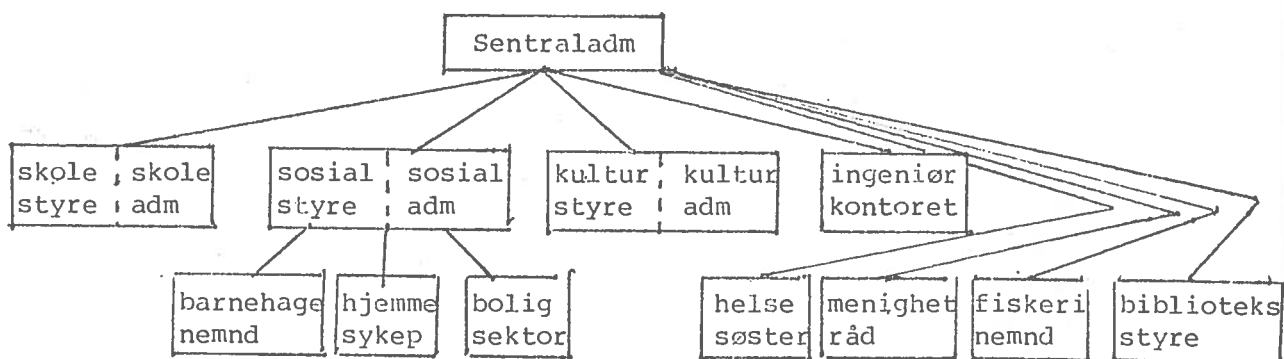 Sentraladm
skole skole
styre adm
sosial sosial
styre adm
kultur kultur
styre adm
ingeniør
kontoret
barnehage
nemnd
hjemme
sykep
bolig
sektor
helse
søster
menighet
råd
fiskeri
nemnd
biblioteks
styre